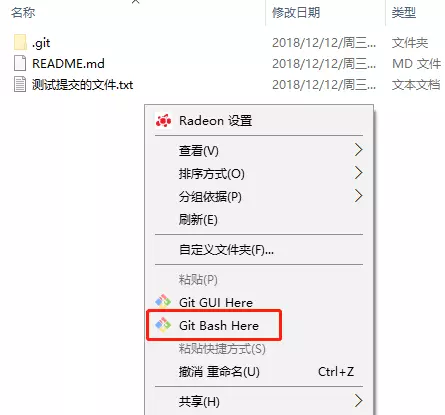 名称 修改日期 类型
.git 2018/12/12/周三... 文件夹
README.md 2018/12/12/周三... MD 文件
测试提交的文件.txt 2018/12/12/周三... 文本文档
Radeon 设置
查看(V)
排序方式(O)
分组依据(P)
刷新(E)
自定义文件夹(F)...
粘贴(P)
Git GUI Here
Git Bash Here
粘贴快捷方式(S)
撤消 重命名(U) Ctrl+Z
共享(H)